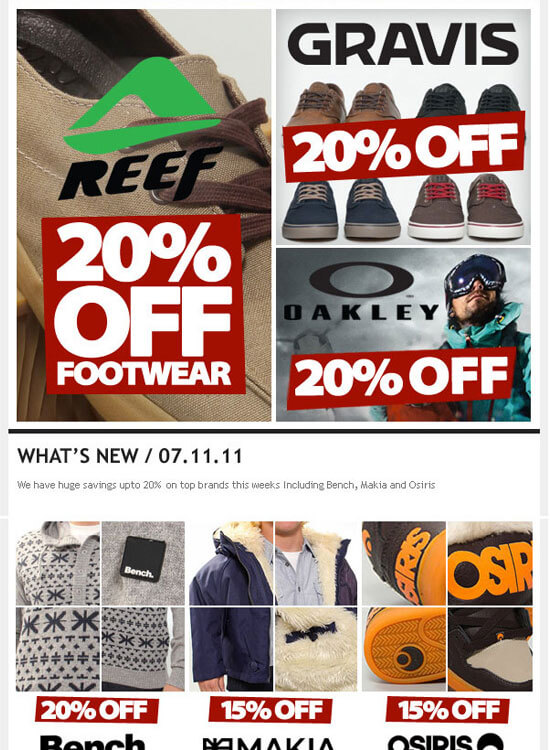 REEF
20%
OFF
FOOTWEAR
GRAVIS
20% OFF
OAKLEY
20% OFF
WHAT'S NEW / 07.11.11
We have huge savings upto 20% on top brands this weeks Including Bench, Makia and Osiris
Bench.
OSIRIS
20% OFF
15% OFF
15% OFF
Bench
MAKIA
OSIRIS